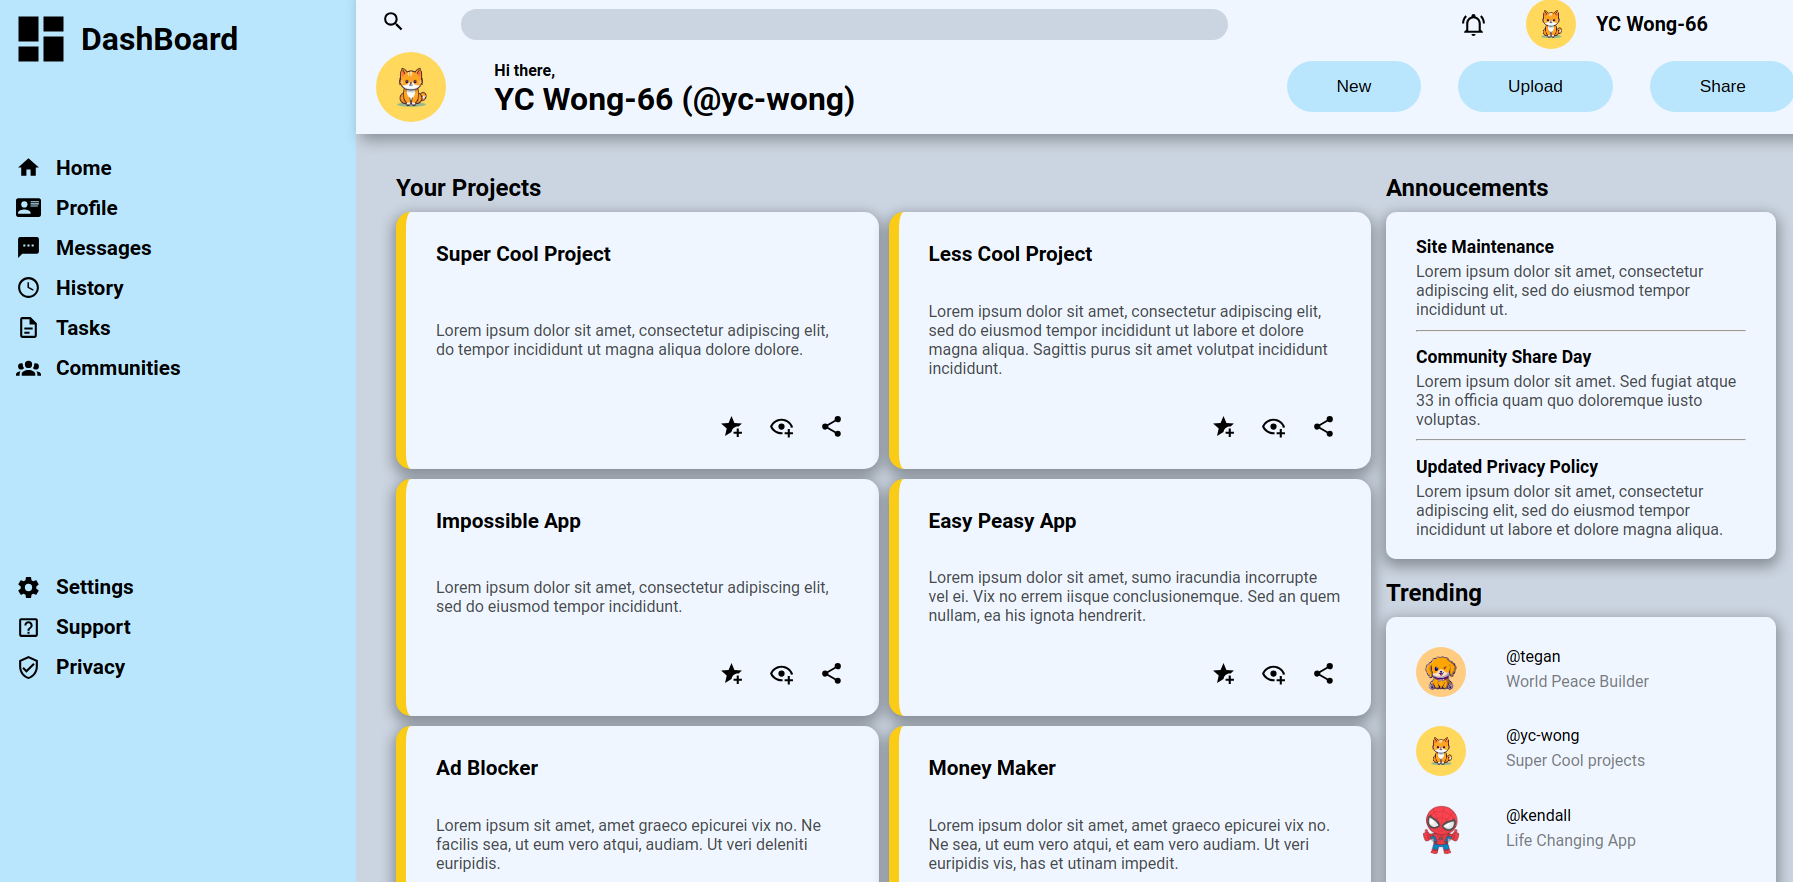 DashBoard
Home
Profile
Messages
History
Tasks
Communities
Settings
Support
Privacy
YC Wong-66
Hi there,
YC Wong-66 (@yc-wong)
New
Upload
Share
Your Projects
Super Cool Project
Lorem ipsum dolor sit amet, consectetur adipiscing elit,
do tempor incididunt ut magna aliqua dolore dolore.
Less Cool Project
Lorem ipsum dolor sit amet, consectetur adipiscing elit,
sed do eiusmod tempor incididunt ut labore et dolore
magna aliqua. Sagittis purus sit amet volutpat incididunt
incididunt.
Impossible App
Lorem ipsum dolor sit amet, consectetur adipiscing elit,
sed do eiusmod tempor incididunt.
Easy Peasy App
Lorem ipsum dolor sit amet, sumo iracundia incorrupte
vel ei. Vix no errem iisque conclusionemque. Sed an quem
nullam, ea his ignota hendrerit.
Ad Blocker
Lorem ipsum sit amet, amet graeco epicurei vix no. Ne
facilis sea, ut eum vero atqui, audiam. Ut veri deleniti
euripidis.
Money Maker
Lorem ipsum dolor sit amet, amet graeco epicurei vix no.
Ne sea, ut eum vero atqui, et eam vero audiam. Ut veri
euripidis vis, has et utinam impedit.
Annoucements
Site Maintenance
Lorem ipsum dolor sit amet, consectetur
adipiscing elit, sed do eiusmod tempor
incididunt ut.
Community Share Day
Lorem ipsum dolor sit amet. Sed fugiat atque
33 in officia quam quo doloremque iusto
voluptas.
Updated Privacy Policy
Lorem ipsum dolor sit amet, consectetur
adipiscing elit, sed do eiusmod tempor
incididunt ut labore et dolore magna aliqua.
Trending
@tegan
World Peace Builder
@yc-wong
Super Cool projects
@kendall
Life Changing App